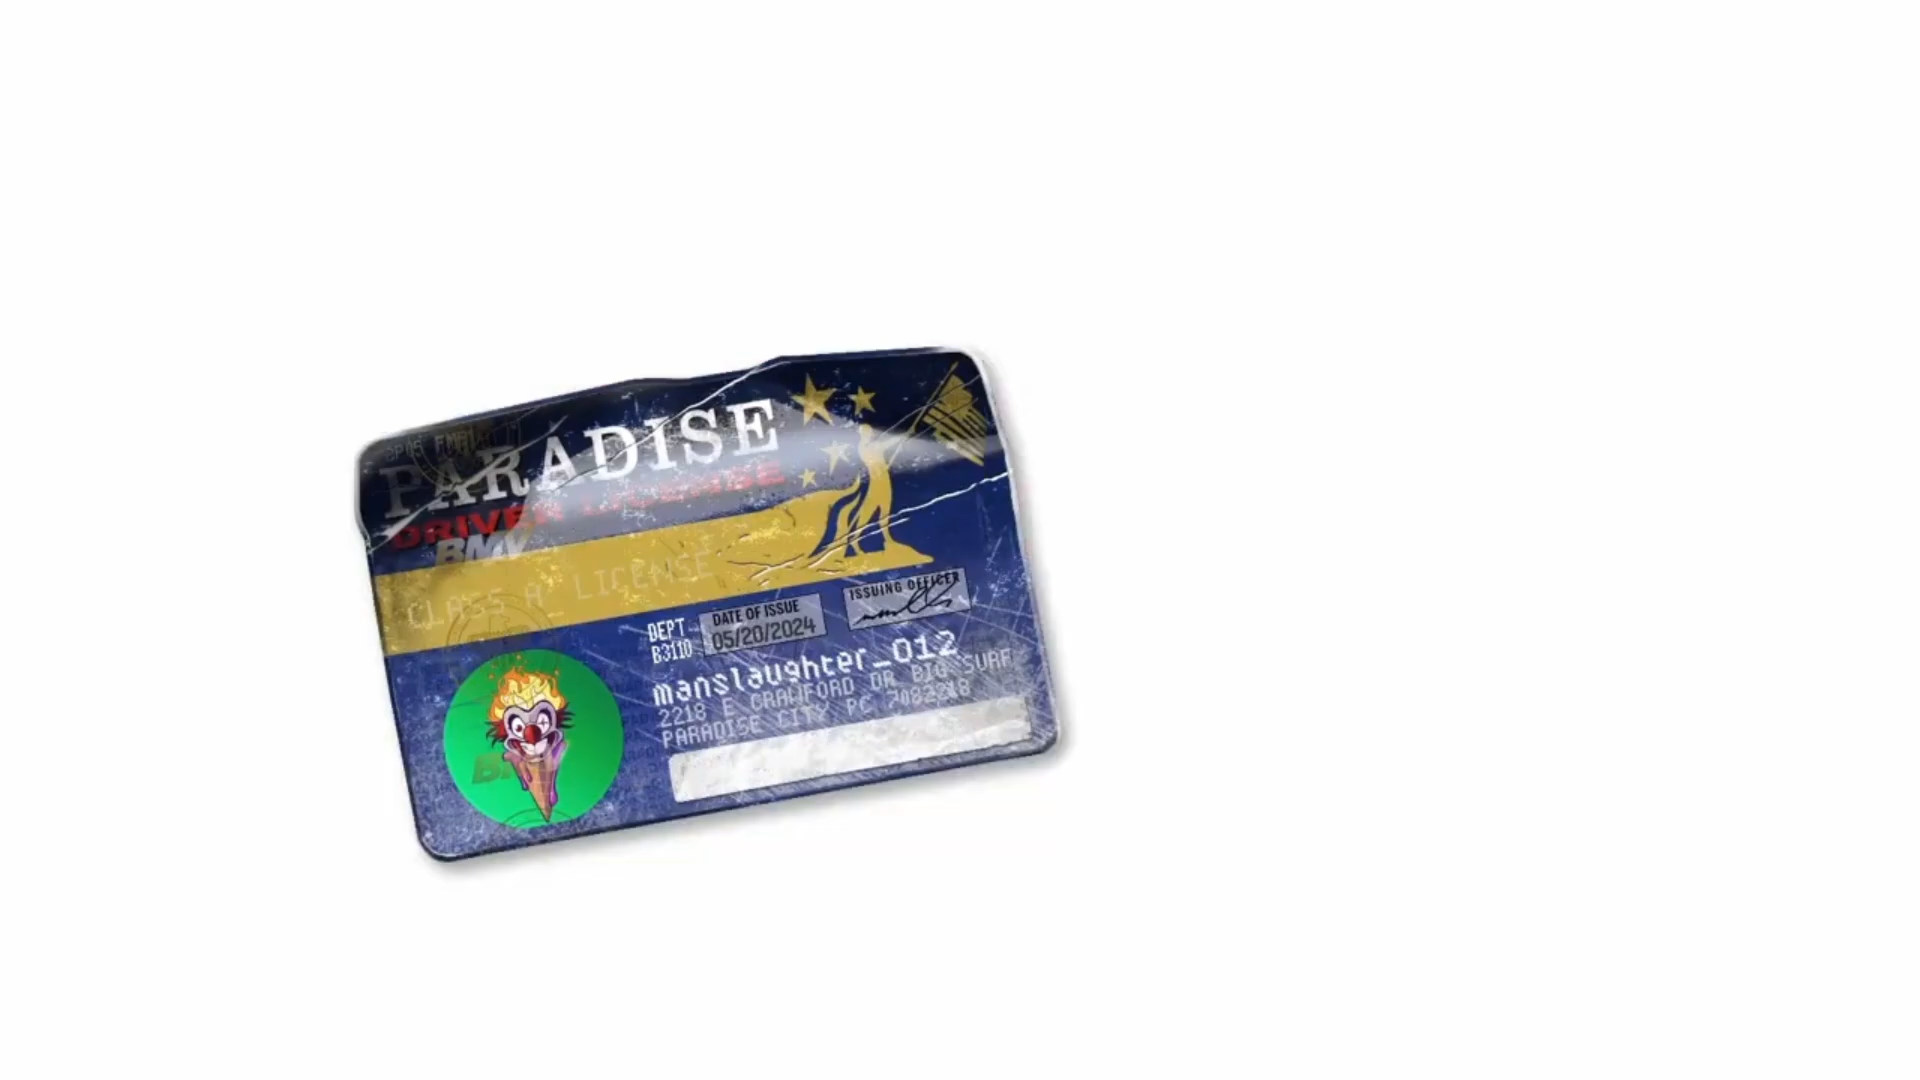 PARADISE
DRIVER LICENSE
BMV
CLASS "A" LICENSE
DEPT
B3110
DATE OF ISSUE
05/20/2024
ISSUING OFFICER
manslaughter_012
2218 E CRAWFORD DR BIG SURF
PARADISE CITY PC 7082218